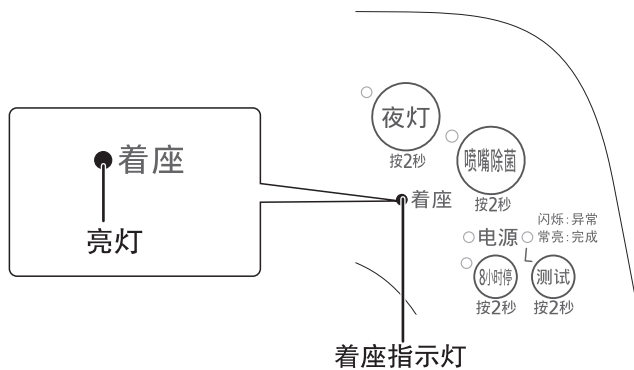 夜灯
按2秒
喷嘴除菌
按2秒
着座
亮灯
着座
闪烁:异常
电源
常亮:完成
8小时停
测试
按2秒
按2秒
着座指示灯